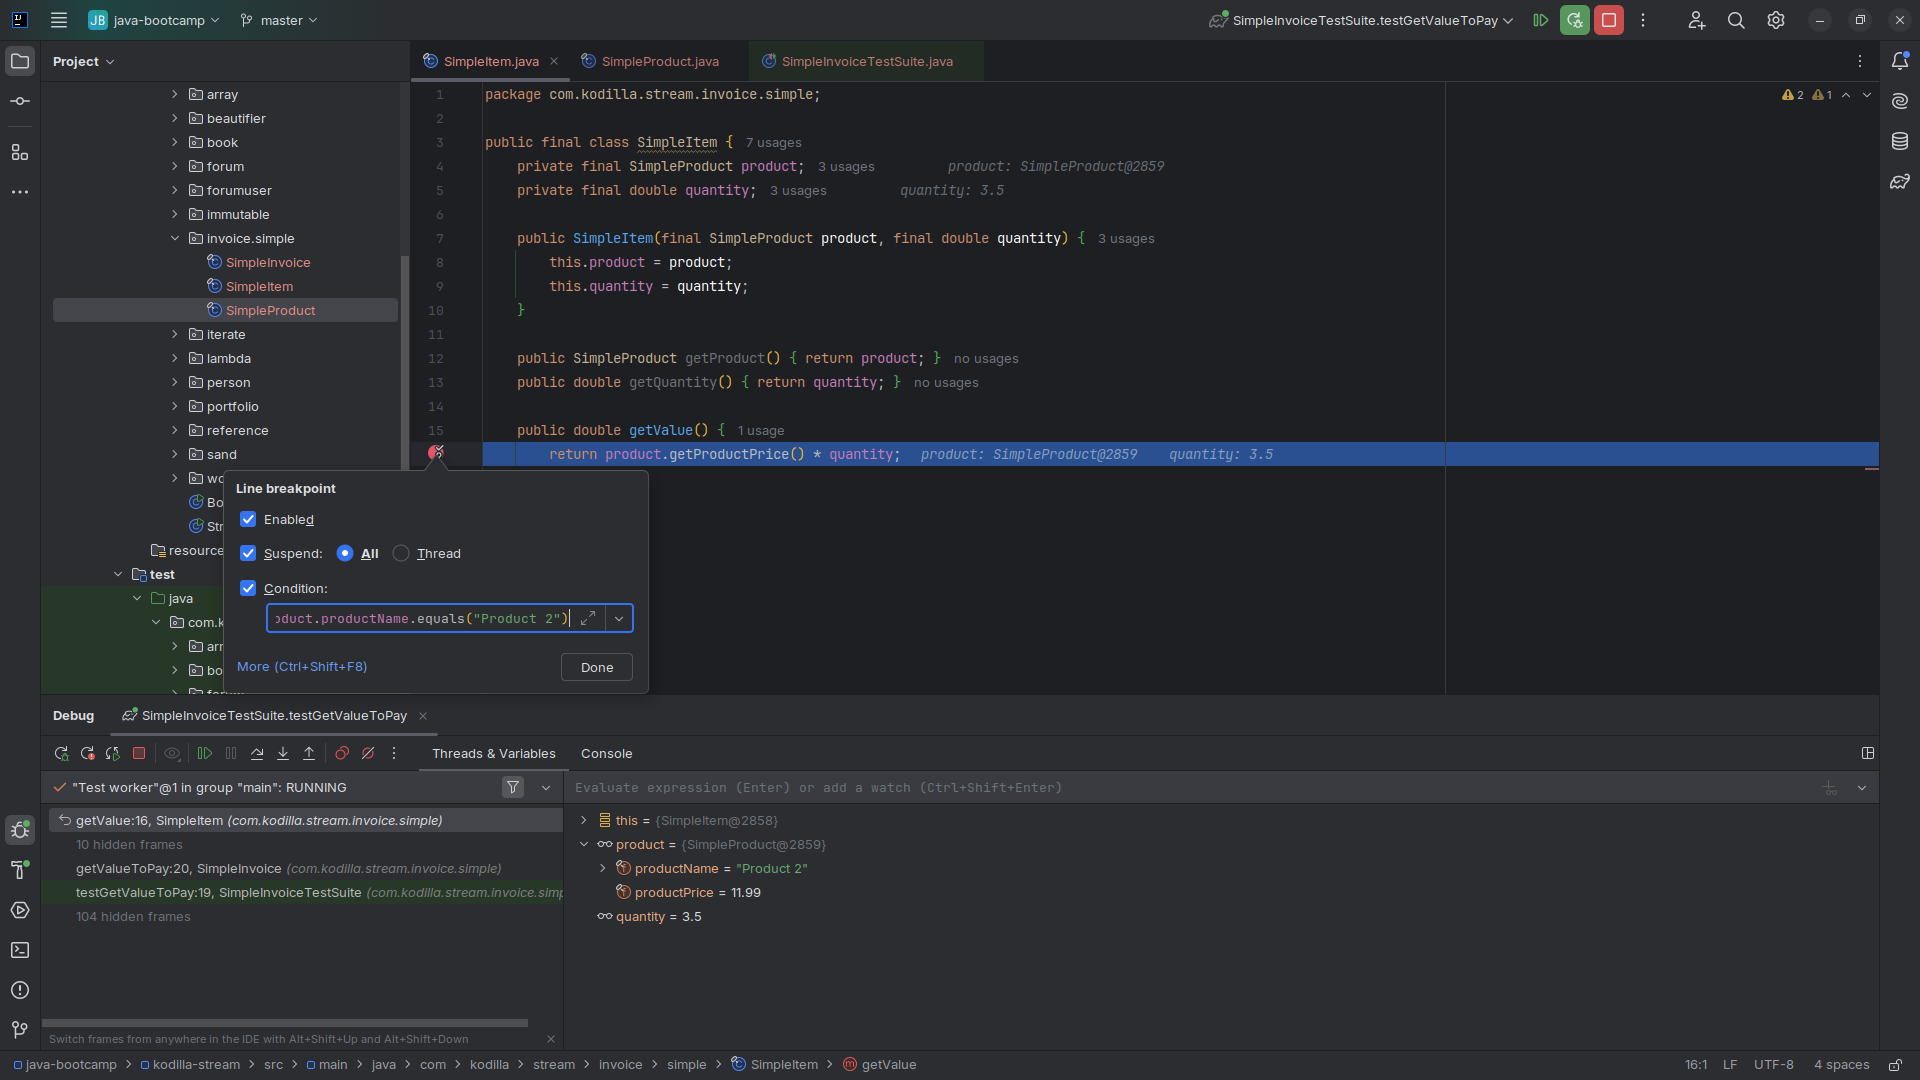 JB java-bootcamp master SimpleInvoiceTestSuite.testGetValueToPay
Project
SimpleItem.java SimpleProduct.java SimpleInvoiceTestSuite.java
array
beautifier
book
forum
forumuser
immutable
invoice.simple
SimpleInvoice
SimpleItem
SimpleProduct
iterate
lambda
person
portfolio
reference
sand
resource
test
java
1 package com.kodilla.stream.invoice.simple;
2 1
2
3 public final class SimpleItem { 7 usages
4 private final SimpleProduct product; 3 usages product: SimpleProduct@2859
5 private final double quantity; 3 usages quantity: 3.5
6
7 public SimpleItem(final SimpleProduct product, final double quantity) { 3 usages
8 this.product = product;
9 this.quantity = quantity;
10 }
11
12 public SimpleProduct getProduct() { return product; } no usages
13 public double getQuantity() { return quantity; } no usages
14
15 public double getValue() { 1 usage
return product.getProductPrice() * quantity; product: SimpleProduct@2859 quantity: 3.5
Line breakpoint
Enabled
Suspend: All Thread
Condition:
duct.productName.equals("Product 2")
More (Ctrl+Shift+F8) Done
Debug SimpleInvoiceTestSuite.testGetValueToPay
Threads & Variables Console
"Test worker"@1 in group "main": RUNNING
Evaluate expression (Enter) or add a watch (Ctrl+Shift+Enter)
getValue:16, SimpleItem (com.kodilla.stream.invoice.simple)
10 hidden frames
getValueToPay:20, SimpleInvoice (com.kodilla.stream.invoice.simple)
testGetValueToPay:19, SimpleInvoiceTestSuite (com.kodilla.stream.invoice.simp
104 hidden frames
this = {SimpleItem@2858}
product = {SimpleProduct@2859}
productName = "Product 2"
productPrice = 11.99
quantity = 3.5
Switch frames from anywhere in the IDE with Alt+Shift+Up and Alt+Shift+Down
java-bootcamp kodilla-stream src main java com kodilla stream invoice simple SimpleItem getValue
16:1 LF UTF-8 4 spaces